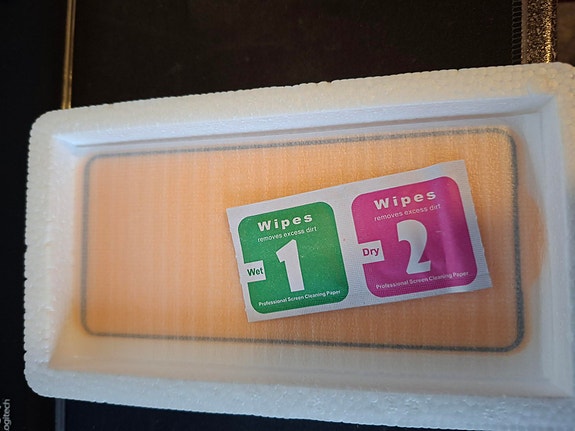 Wipes
removes excess dirt
Wet
1
Professional Screen Cleaning Paper
Wipes
removes excess dirt
Dry
2
Professional Screen Cleaning Paper
Logitech